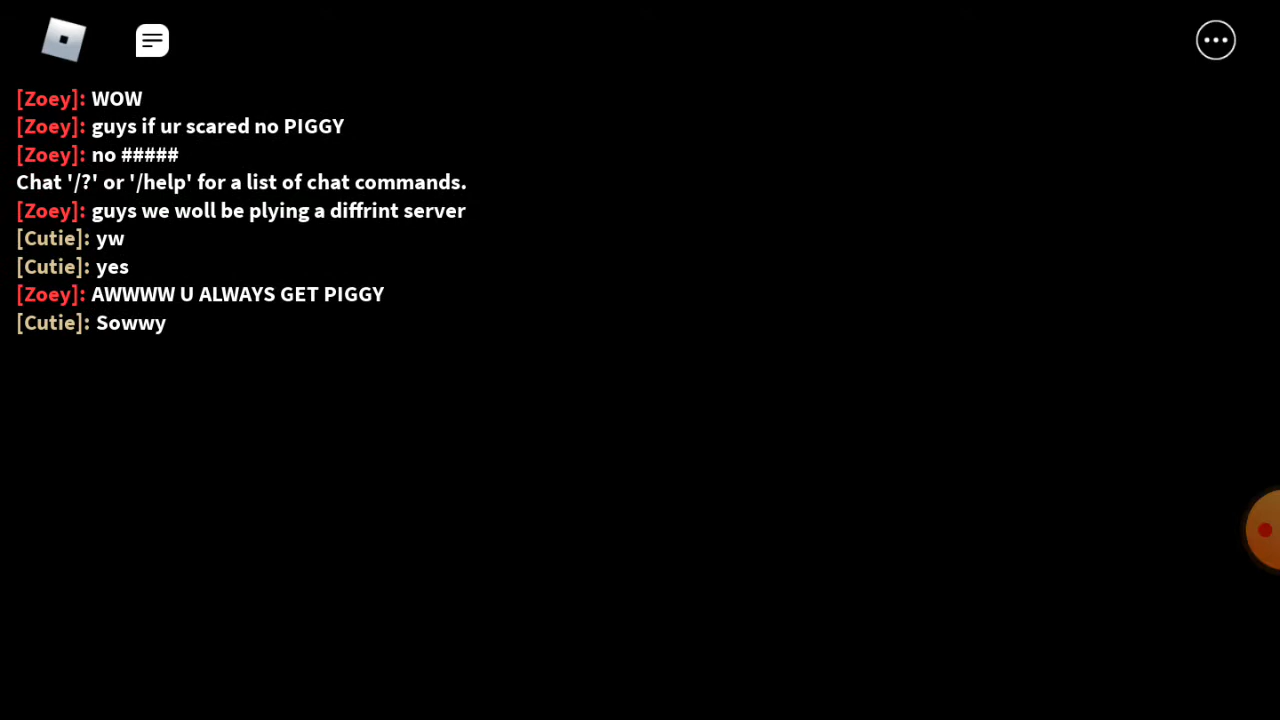 [Zoey]: WOW
[Zoey]: guys if ur scared no PIGGY
[Zoey]: no #####
Chat '/?' or '/help' for a list of chat commands.
[Zoey]: guys we woll be plying a diffrint server
[Cutie]: yw
[Cutie]: yes
[Zoey]: AWWWW U ALWAYS GET PIGGY
[Cutie]: Sowwy